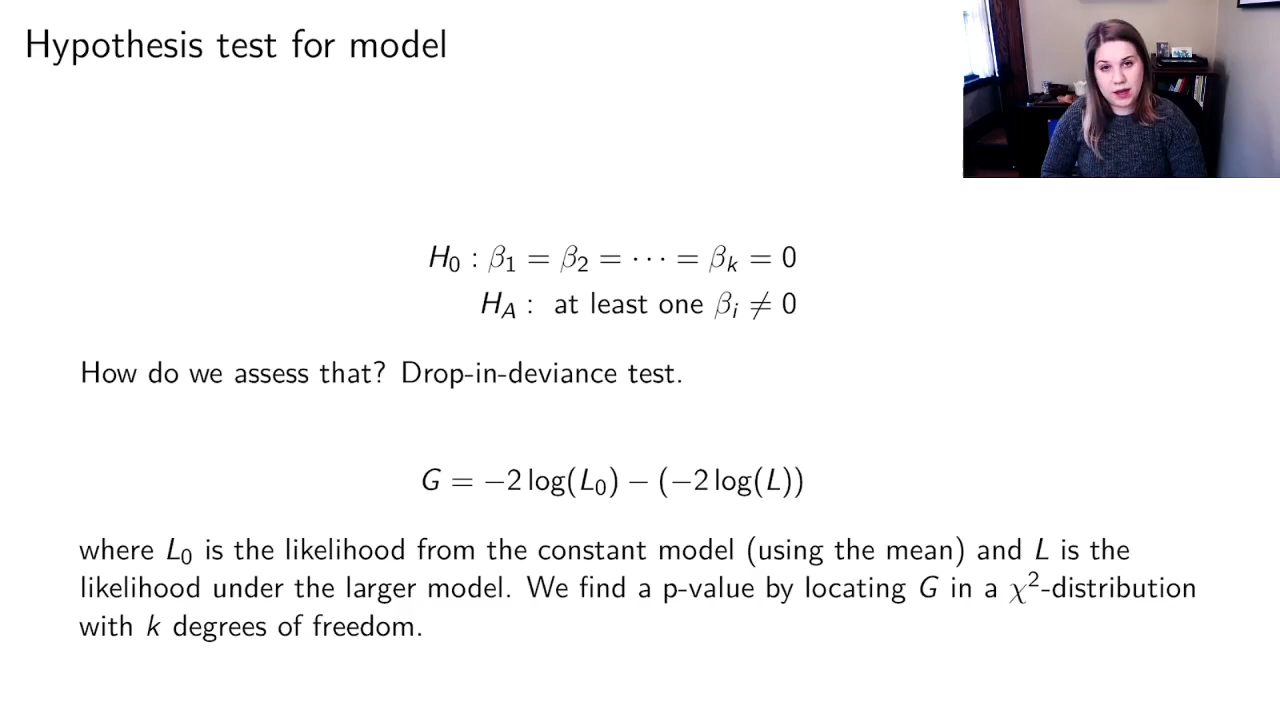 Hypothesis test for model
H₀ : β₁ = β₂ = ⋯ = βₖ = 0
H_A : at least one βᵢ ≠ 0
How do we assess that? Drop-in-deviance test.
G = −2 log(L₀) − (−2 log(L))
where L₀ is the likelihood from the constant model (using the mean) and L is the
likelihood under the larger model. We find a p-value by locating G in a χ²-distribution
with k degrees of freedom.